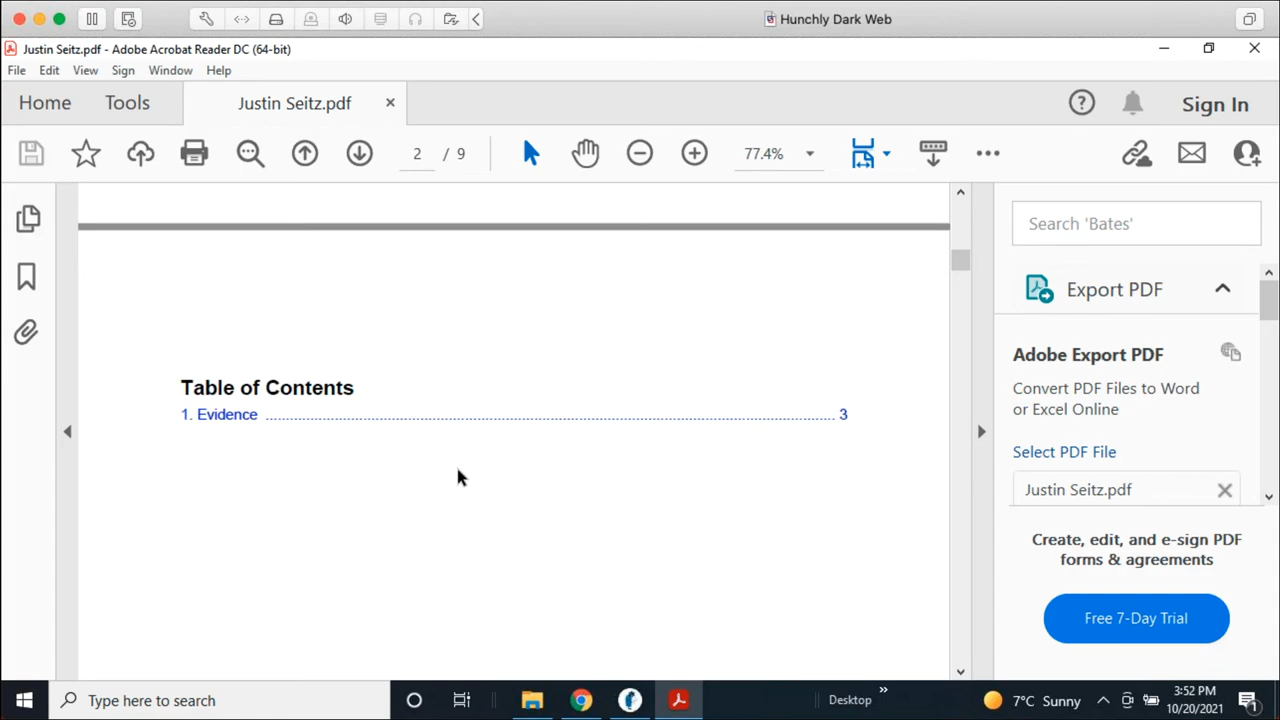 Hunchly Dark Web
Justin Seitz.pdf - Adobe Acrobat Reader DC (64-bit)
File Edit View Sign Window Help
Home Tools Justin Seitz.pdf × Sign In
2 / 9 77.4%
Search 'Bates'
Export PDF
Adobe Export PDF
Convert PDF Files to Word
or Excel Online
Select PDF File
Justin Seitz.pdf
Create, edit, and e-sign PDF
forms & agreements
Free 7-Day Trial
Table of Contents
1. Evidence 3
Type here to search
Desktop
7°C Sunny
3:52 PM
10/20/2021
1